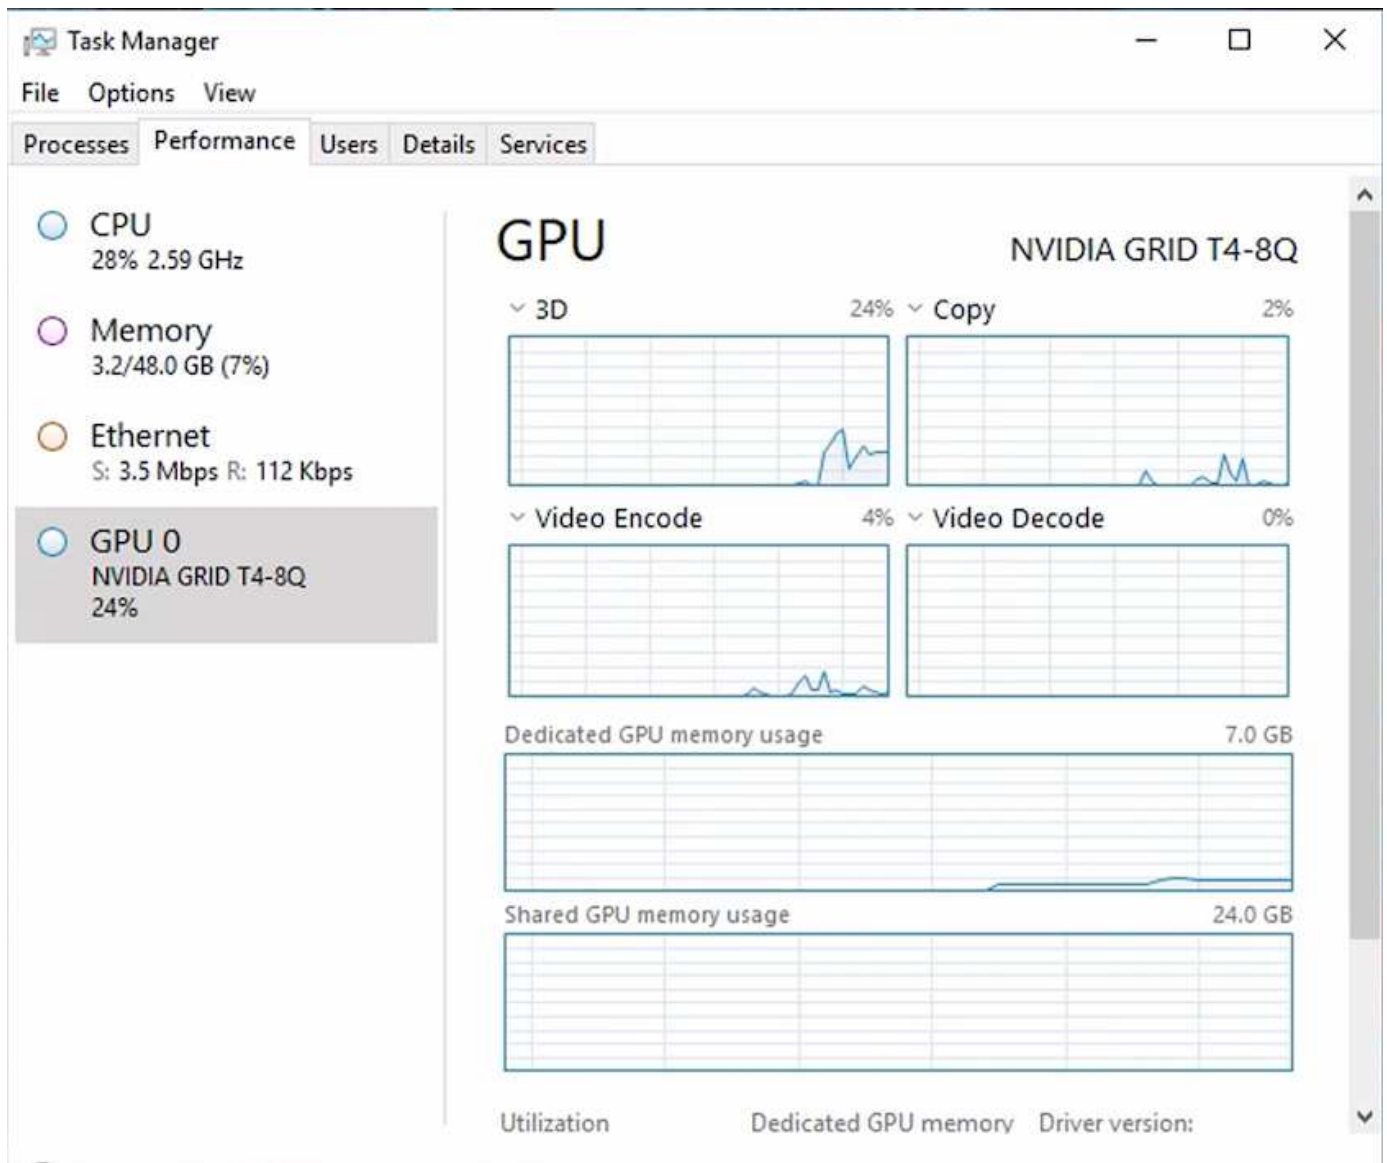 Task Manager
File Options View
Processes Performance Users Details Services
CPU
28% 2.59 GHz
Memory
3.2/48.0 GB (7%)
Ethernet
S: 3.5 Mbps R: 112 Kbps
GPU 0
NVIDIA GRID T4-8Q
24%
GPU NVIDIA GRID T4-8Q
3D 24% Copy 2%
Video Encode 4% Video Decode 0%
Dedicated GPU memory usage 7.0 GB
Shared GPU memory usage 24.0 GB
Utilization Dedicated GPU memory Driver version: